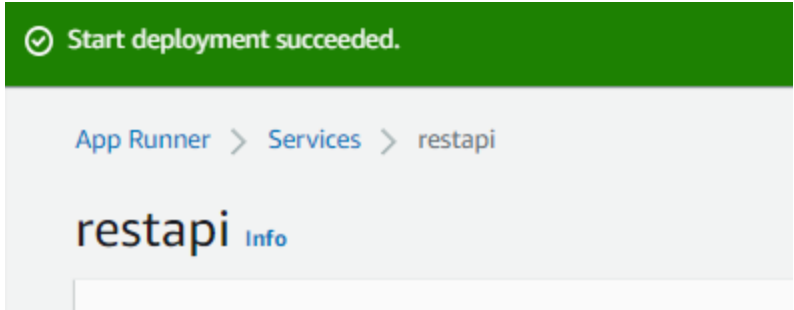 Start deployment succeeded.
App Runner > Services > restapi
restapi Info